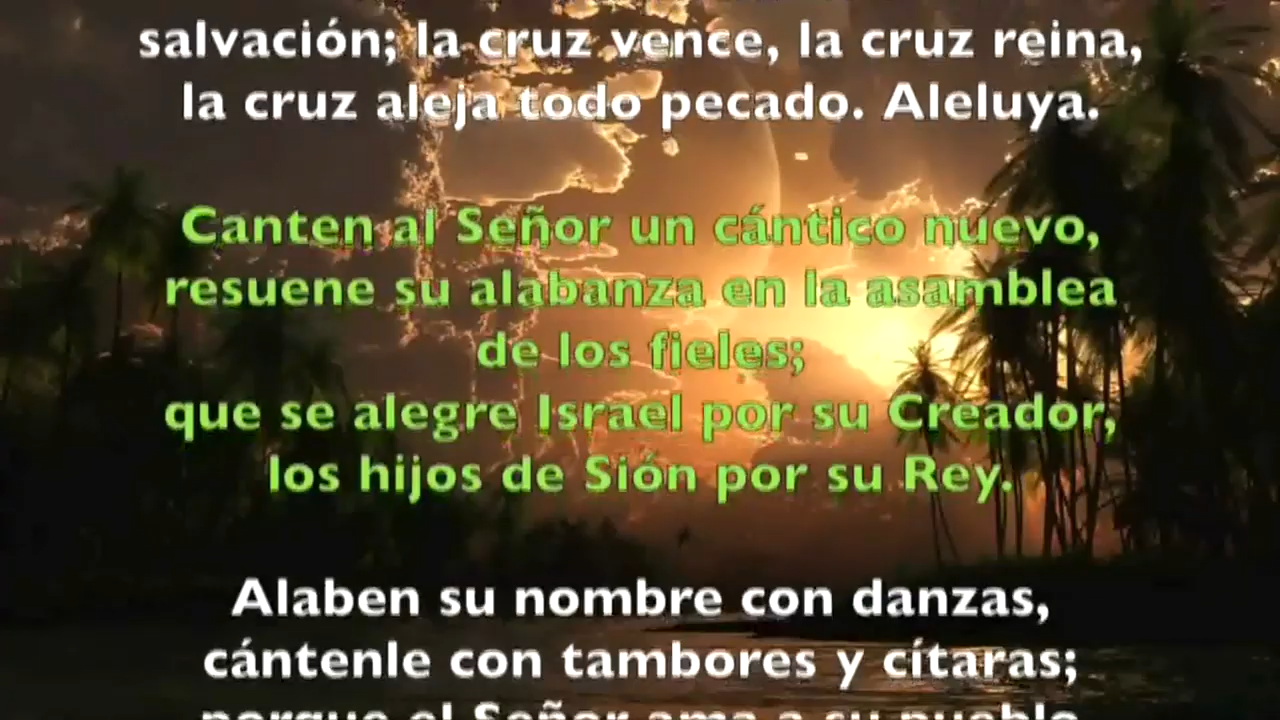 salvación; la cruz vence, la cruz reina,
la cruz aleja todo pecado. Aleluya.
Canten al Señor un cántico nuevo,
resuene su alabanza en la asamblea
de los fieles;
que se alegre Israel por su Creador,
los hijos de Sión por su Rey.
Alaben su nombre con danzas,
cántenle con tambores y cítaras;
porque el Señor ama a su pueblo